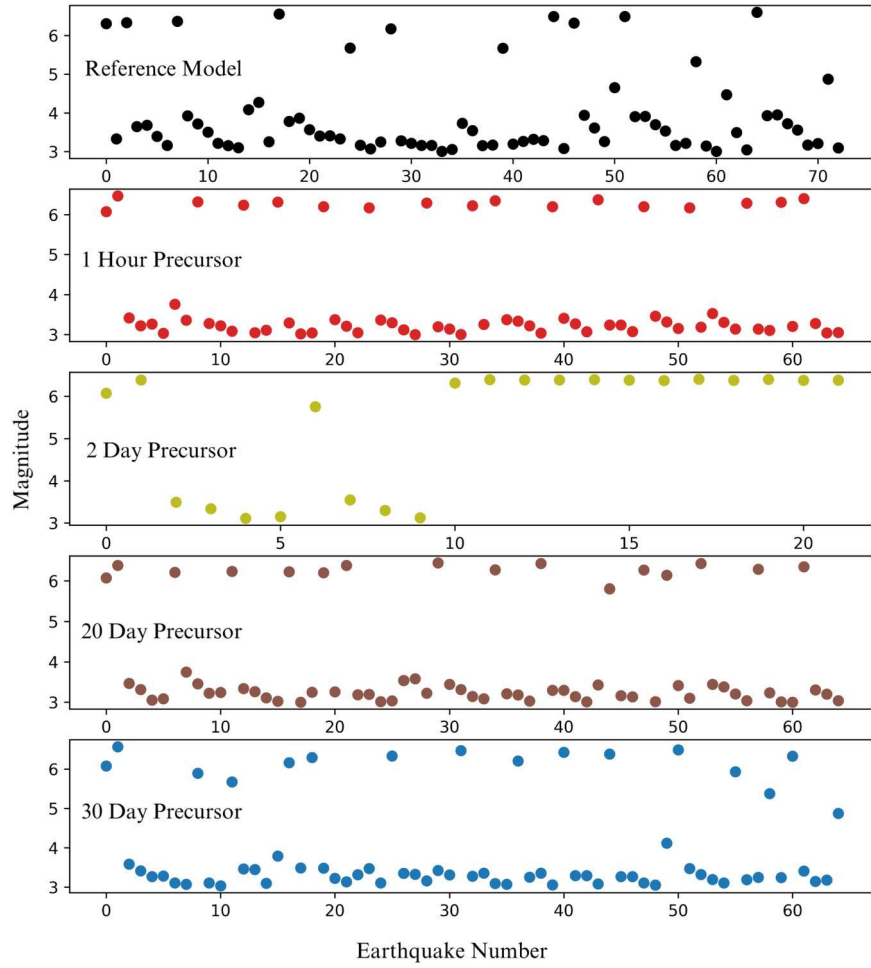 6
5
4
3
Reference Model
0 10 20 30 40 50 60 70
6
5
4
3
1 Hour Precursor
0 10 20 30 40 50 60
6
5
4
3
2 Day Precursor
0 5 10 15 20
6
5
4
3
20 Day Precursor
0 10 20 30 40 50 60
6
5
4
3
30 Day Precursor
0 10 20 30 40 50 60
Magnitude
Earthquake Number